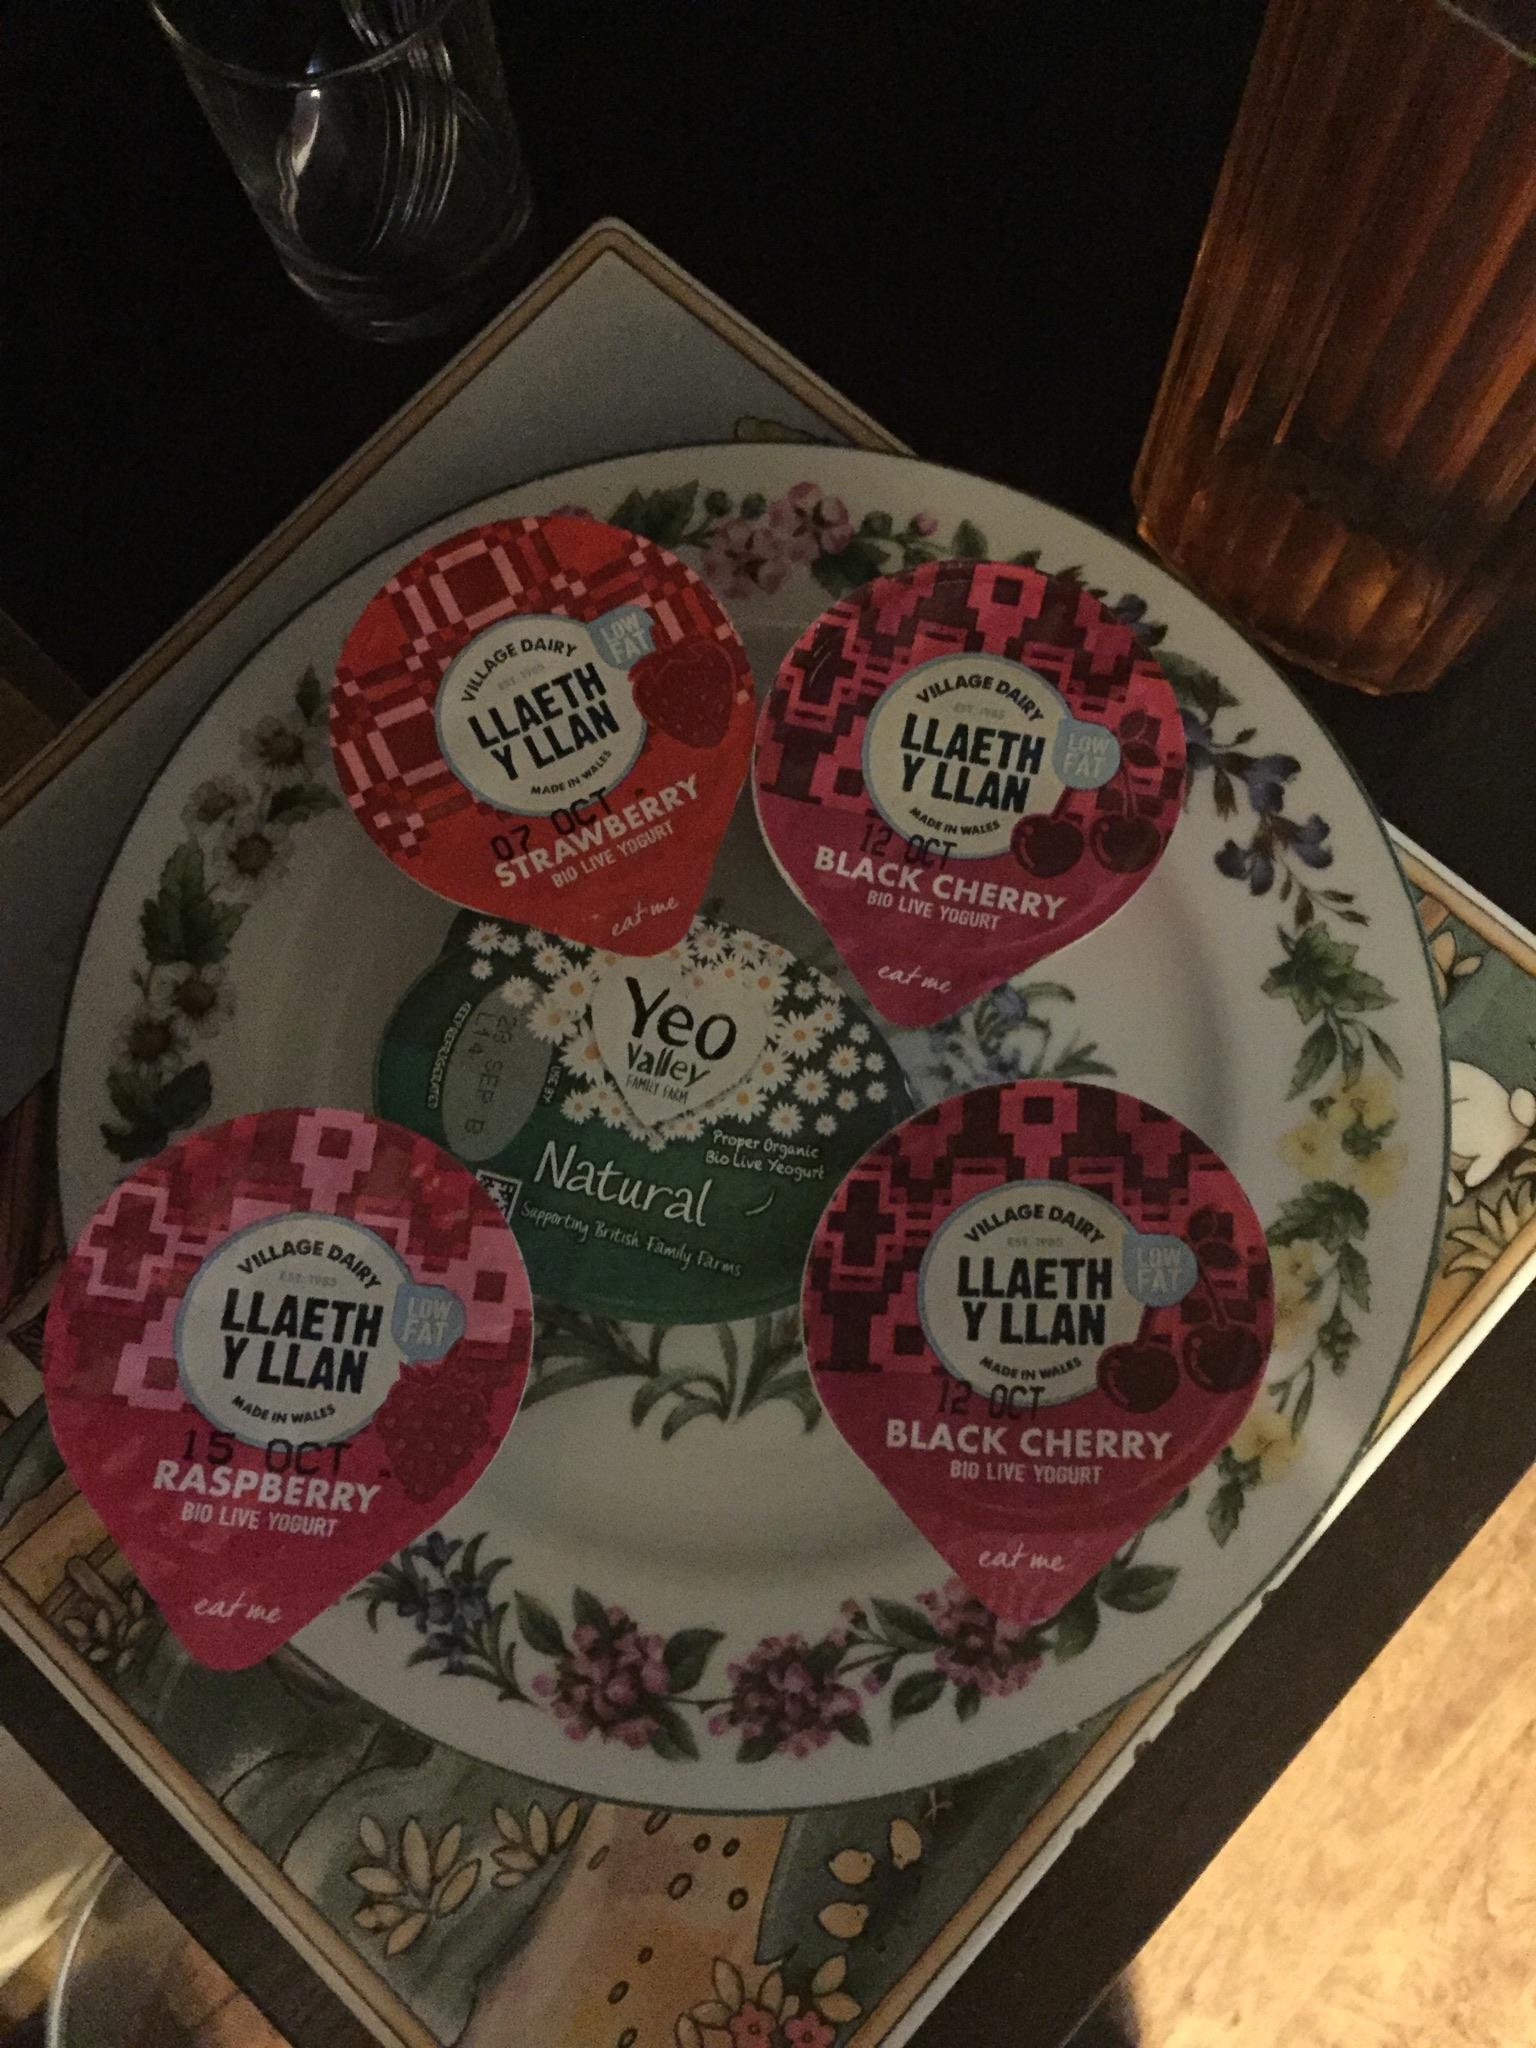 VILLAGE DAIRY
EST. 1985
LLAETH
Y LLAN
MADE IN WALES
LOW
FAT
07 OCT
STRAWBERRY
BIO LIVE YOGURT
eat me
VILLAGE DAIRY
EST. 1985
LLAETH
Y LLAN
MADE IN WALES
LOW
FAT
12 OCT
BLACK CHERRY
BIO LIVE YOGURT
eat me
Yeo
Valley
FAMILY FARM
USE BY
26 SEP B
L14
Proper Organic
Bio Live Yeogurt
Natural
Supporting British Family Farms
VILLAGE DAIRY
EST. 1985
LLAETH
Y LLAN
MADE IN WALES
LOW
FAT
15 OCT
RASPBERRY
BIO LIVE YOGURT
eat me
VILLAGE DAIRY
EST. 1985
LLAETH
Y LLAN
MADE IN WALES
LOW
FAT
12 OCT
BLACK CHERRY
BIO LIVE YOGURT
eat me